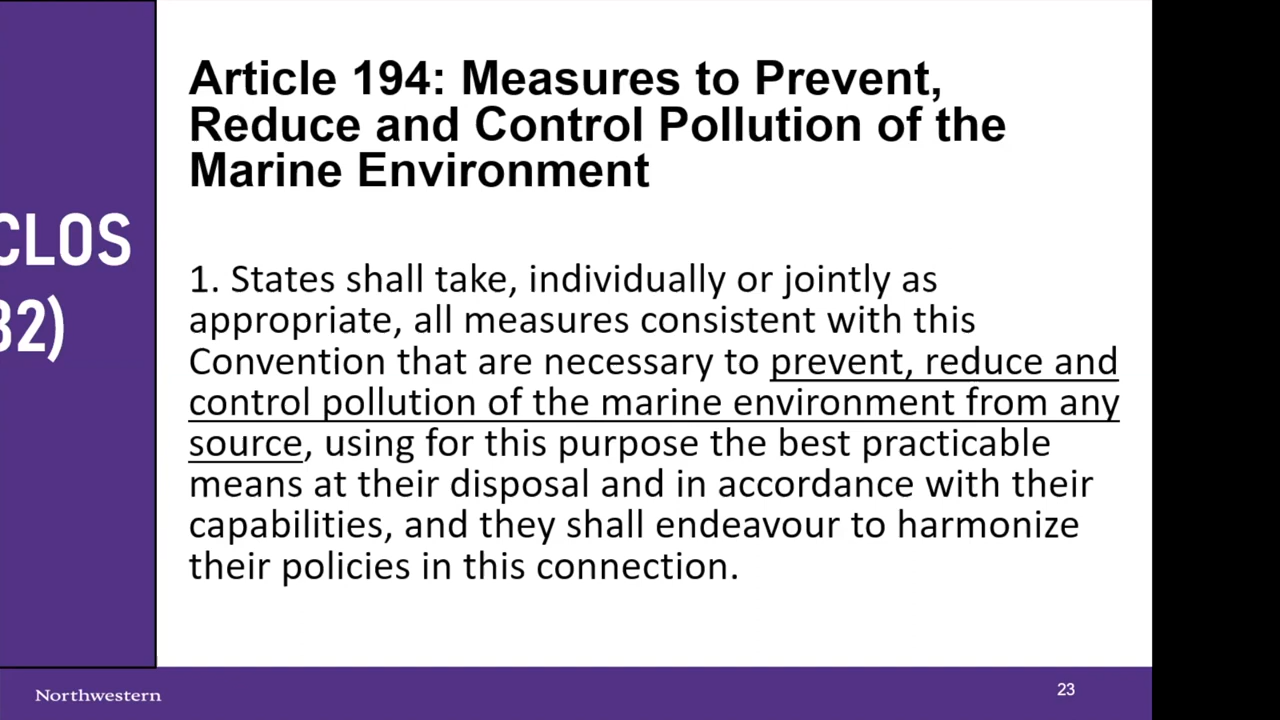 Article 194: Measures to Prevent,
Reduce and Control Pollution of the
Marine Environment
CLOS
32)
1. States shall take, individually or jointly as
appropriate, all measures consistent with this
Convention that are necessary to prevent, reduce and
control pollution of the marine environment from any
source, using for this purpose the best practicable
means at their disposal and in accordance with their
capabilities, and they shall endeavour to harmonize
their policies in this connection.
Northwestern
23